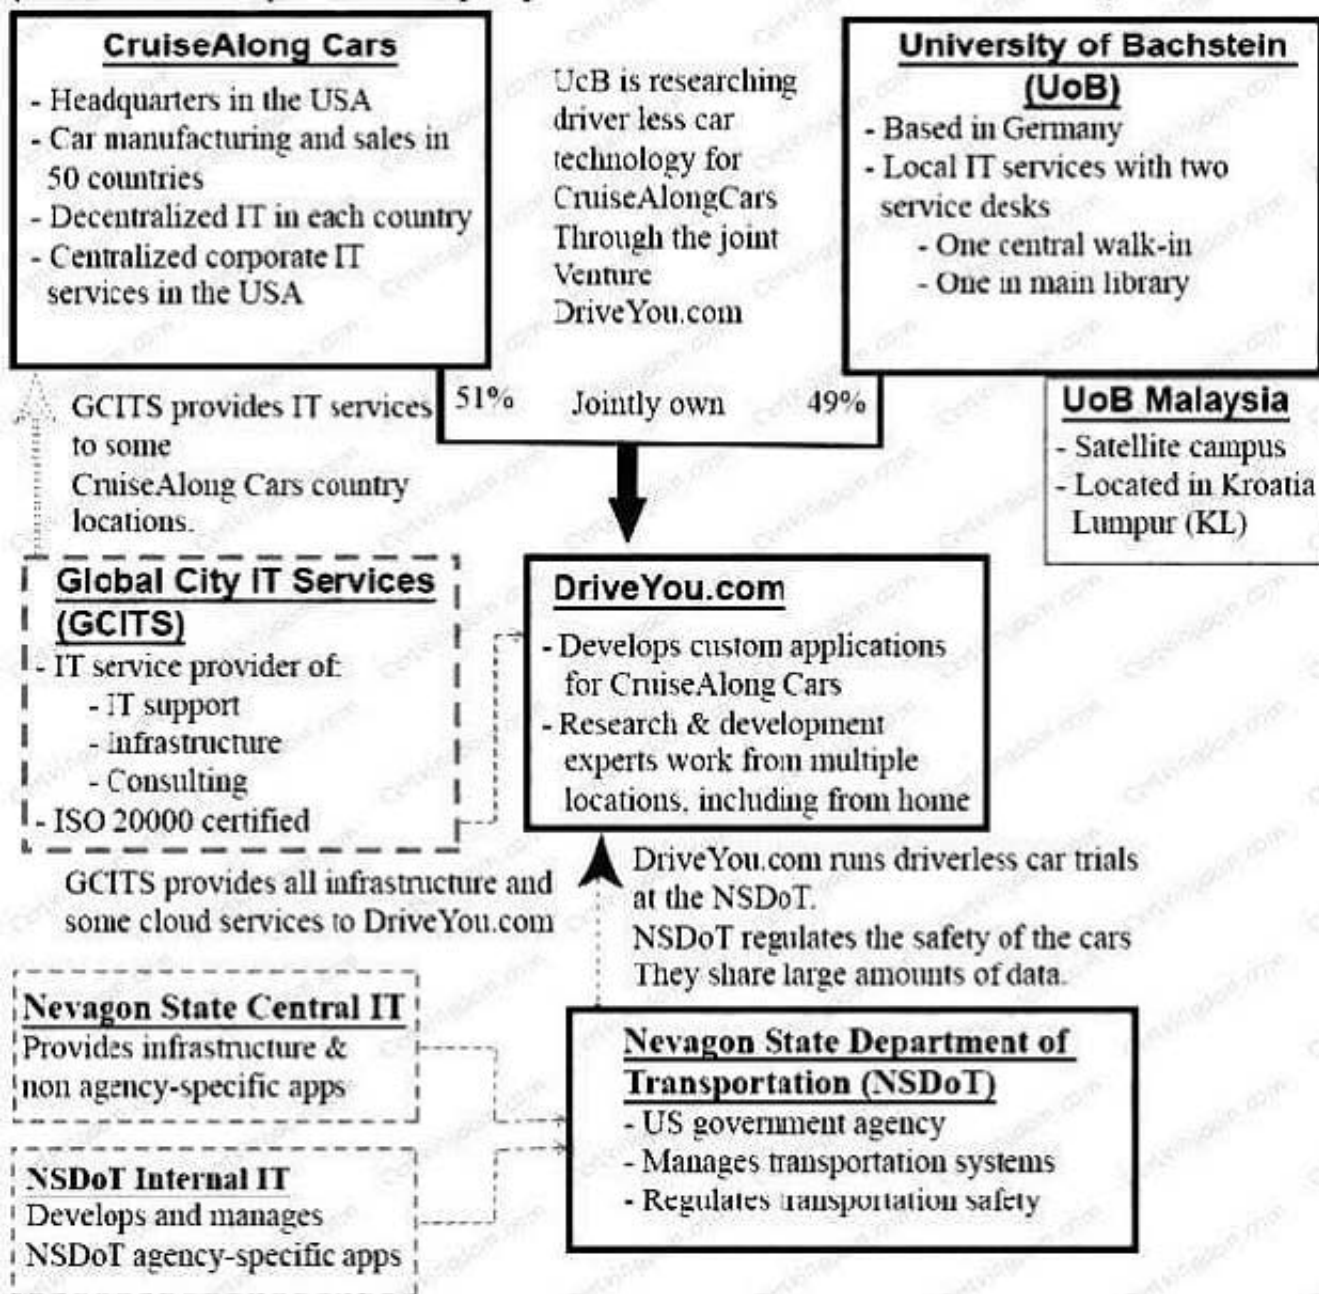 CruiseAlong Cars
- Headquarters in the USA
- Car manufacturing and sales in
50 countries
- Decentralized IT in each country
- Centralized corporate IT
services in the USA
UcB is researching
driver less car
technology for
CruiseAlongCars
Through the joint
Venture
DriveYou.com
University of Bachstein
(UoB)
- Based in Germany
- Local IT services with two
service desks
- One central walk-in
- One in main library
51% Jointly own 49%
UoB Malaysia
- Satellite campus
- Located in Kroatia
Lumpur (KL)
GCITS provides IT services
to some
CruiseAlong Cars country
locations.
Global City IT Services
(GCITS)
- IT service provider of:
- IT support
- Infrastructure
- Consulting
- ISO 20000 certified
DriveYou.com
- Develops custom applications
for CruiseAlong Cars
- Research & development
experts work from multiple
locations, including from home
GCITS provides all infrastructure and
some cloud services to DriveYou.com
DriveYou.com runs driverless car trials
at the NSDoT.
NSDoT regulates the safety of the cars
They share large amounts of data.
Nevagon State Central IT
Provides infrastructure &
non agency-specific apps
NSDoT Internal IT
Develops and manages
NSDoT agency-specific apps
Nevagon State Department of
Transportation (NSDoT)
- US government agency
- Manages transportation systems
- Regulates transportation safety